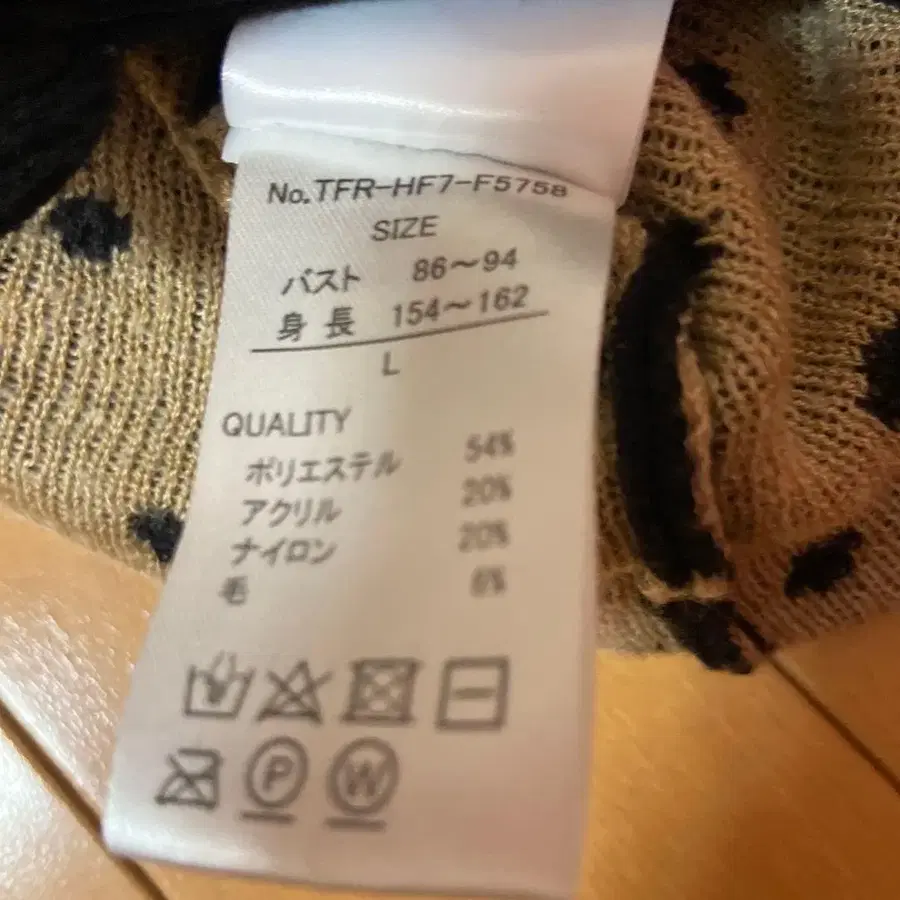 No.TFR-HF7-F5758
SIZE
バスト 86～94
身長 154～162
L
QUALITY
ポリエステル 54%
アクリル 20%
ナイロン 20%
毛 6%
P W